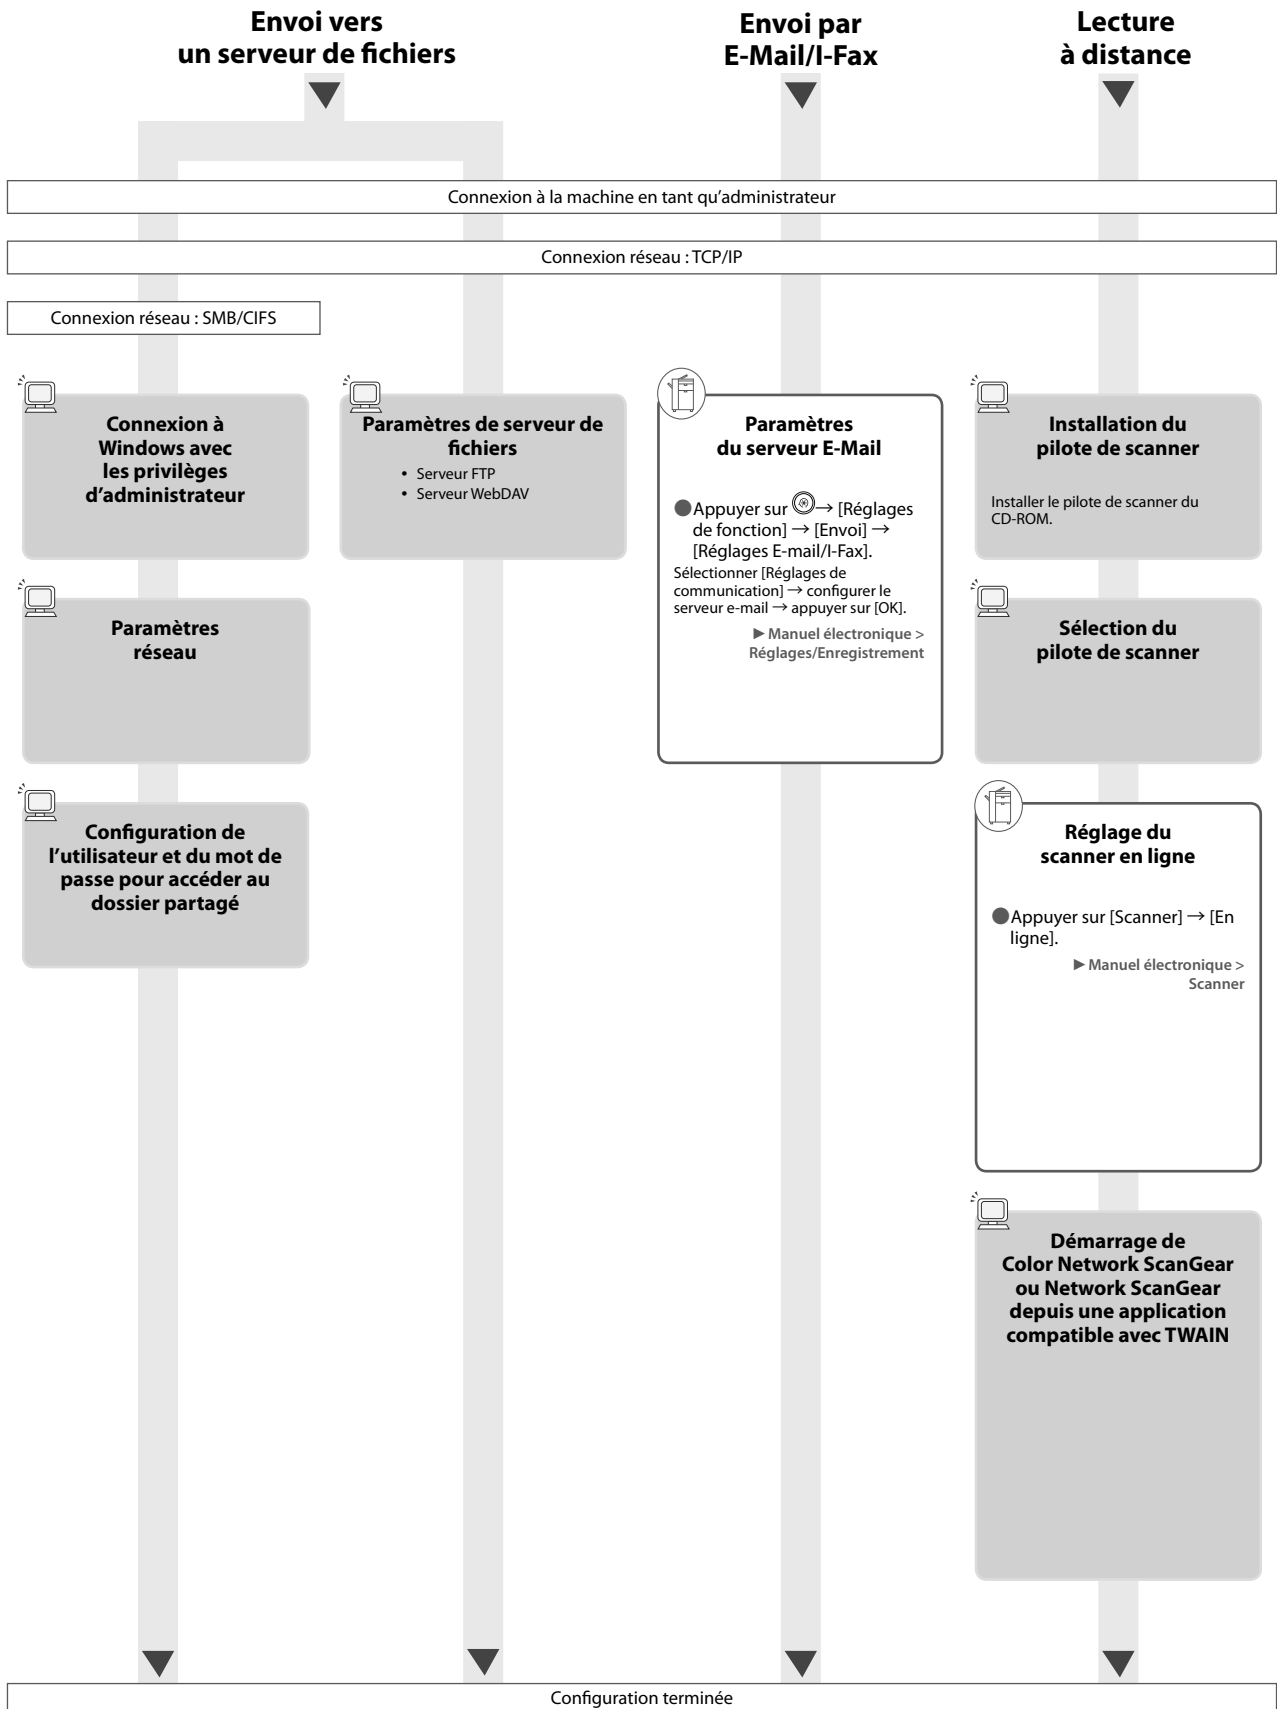 Envoi vers
un serveur de fichiers
Envoi par
E-Mail/I-Fax
Lecture
à distance
Connexion à la machine en tant qu’administrateur
Connexion réseau : TCP/IP
Connexion réseau : SMB/CIFS
Connexion à
Windows avec
les privilèges
d’administrateur
Paramètres
réseau
Configuration de
l’utilisateur et du mot de
passe pour accéder au
dossier partagé
Paramètres de serveur de
fichiers
• Serveur FTP
• Serveur WebDAV
Paramètres
du serveur E-Mail
● Appuyer sur → [Réglages
de fonction] → [Envoi] →
[Réglages E-mail/I-Fax].
Sélectionner [Réglages de
communication] → configurer le
serveur e-mail → appuyer sur [OK].
► Manuel électronique >
Réglages/Enregistrement
Installation du
pilote de scanner
Installer le pilote de scanner du
CD-ROM.
Sélection du
pilote de scanner
Réglage du
scanner en ligne
● Appuyer sur [Scanner] → [En
ligne].
► Manuel électronique >
Scanner
Démarrage de
Color Network ScanGear
ou Network ScanGear
depuis une application
compatible avec TWAIN
Configuration terminée